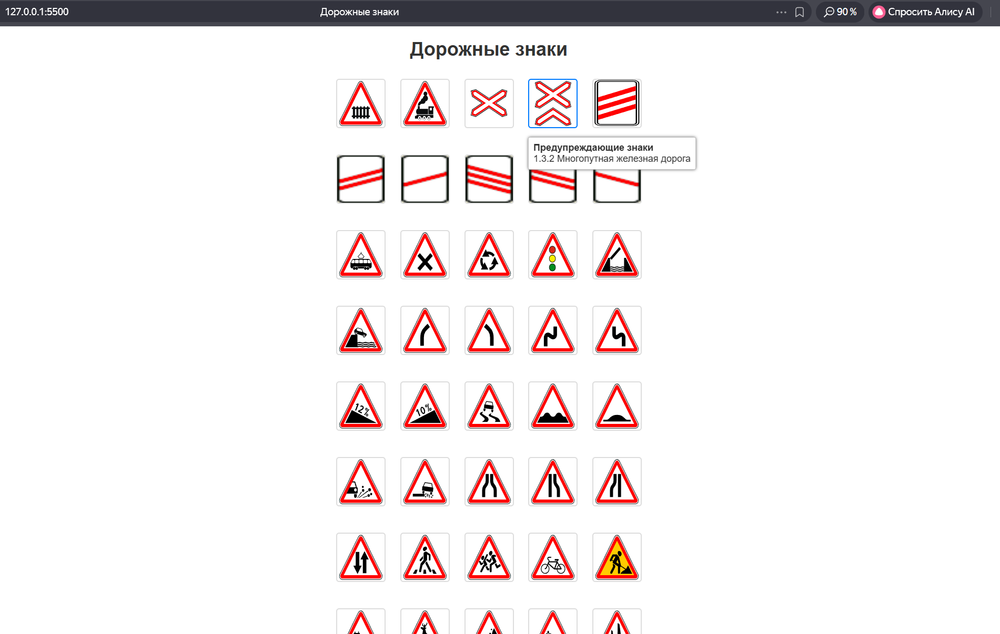 127.0.0.1:5500 Дорожные знаки 90 % Спросить Алису AI
Дорожные знаки
Предупреждающие знаки
1.3.2 Многопутная железная дорога
12%
10%